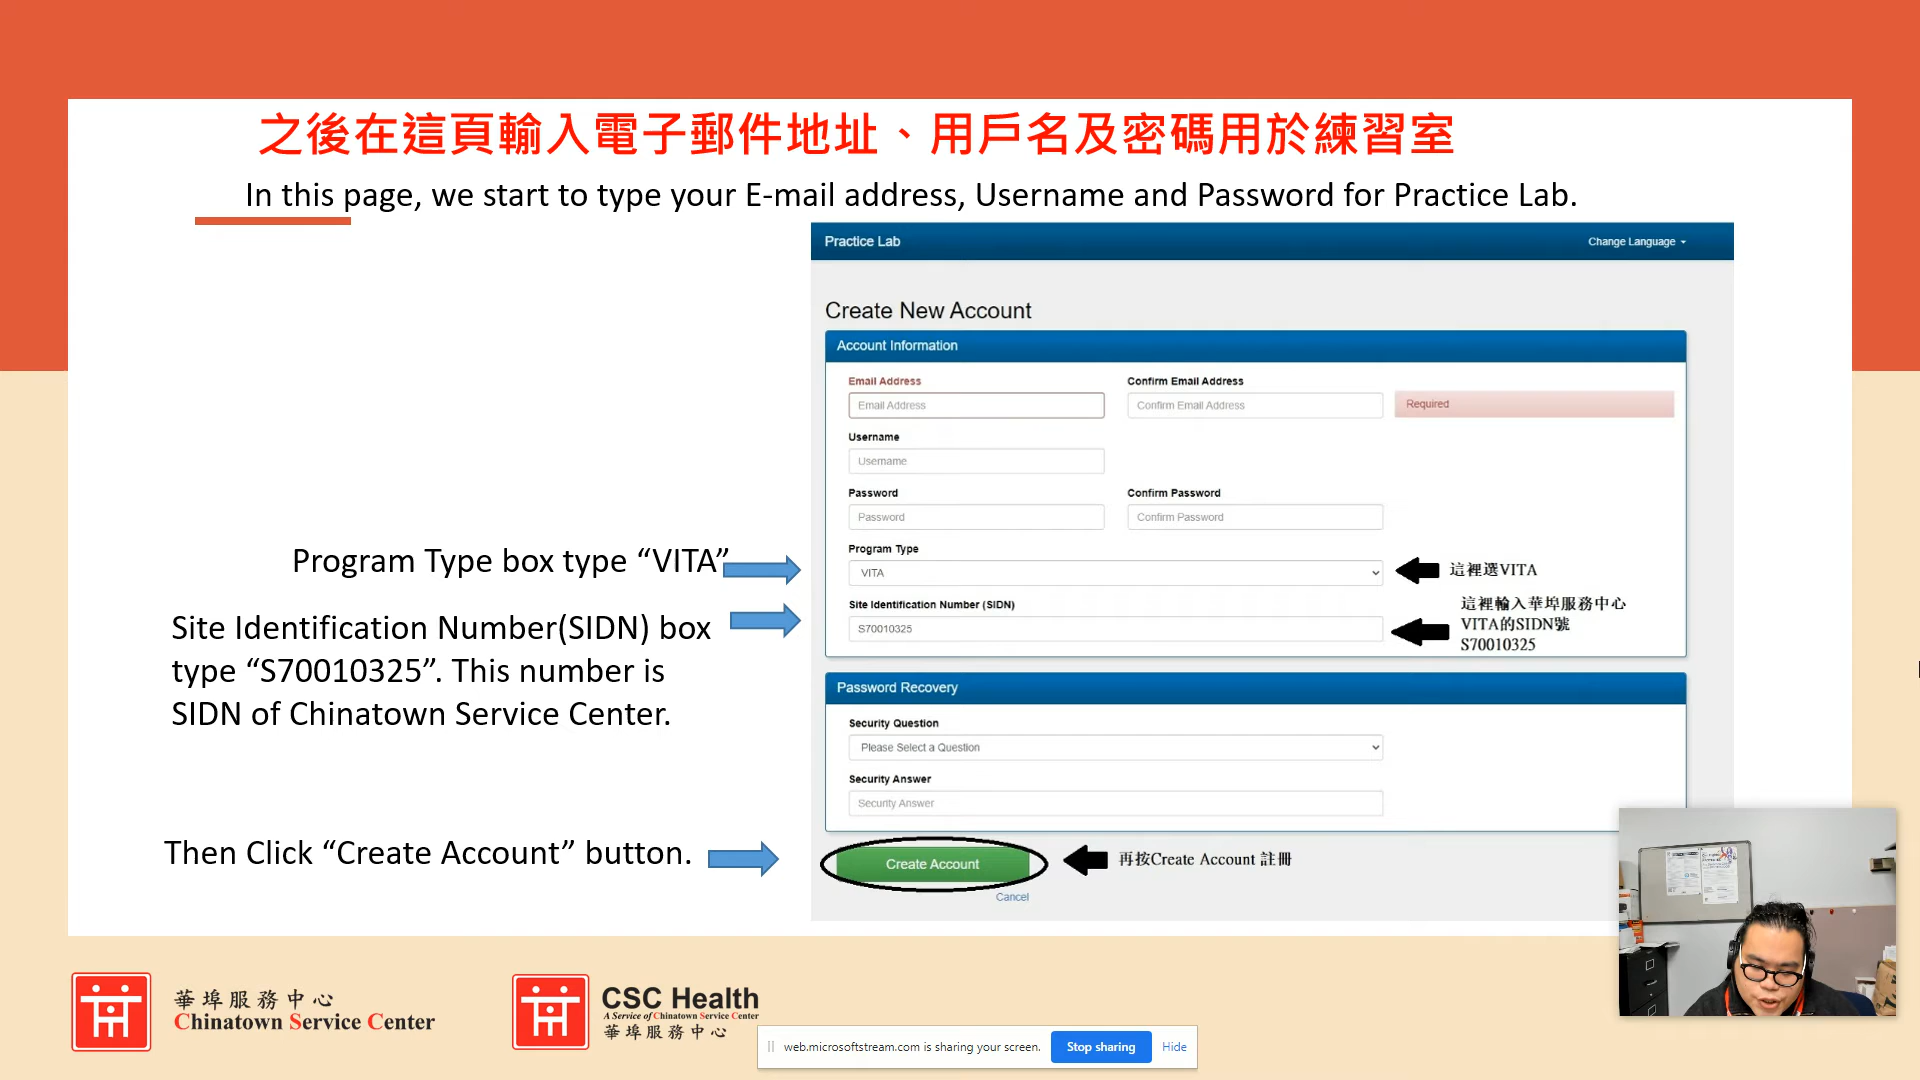 之後在這頁輸入電子郵件地址、用戶名及密碼用於練習室
In this page, we start to type your E-mail address, Username and Password for Practice Lab.
Practice Lab
Change Language
Create New Account
Account Information
Email Address
Confirm Email Address
Email Address
Confirm Email Address
Required
Username
Username
Password
Confirm Password
Password
Confirm Password
Program Type
VITA
Program Type box type “VITA”
這裡選VITA
Site Identification Number (SIDN)
S70010325
Site Identification Number(SIDN) box
type “S70010325”. This number is
SIDN of Chinatown Service Center.
這裡輸入華埠服務中心
VITA的SIDN號
S70010325
Password Recovery
Security Question
Please Select a Question
Security Answer
Security Answer
Then Click “Create Account” button.
Create Account
再按Create Account 註冊
Cancel
華埠服務中心
Chinatown Service Center
CSC Health
A Service of Chinatown Service Center
華埠服務中心
web.microsoftstream.com is sharing your screen.
Stop sharing
Hide